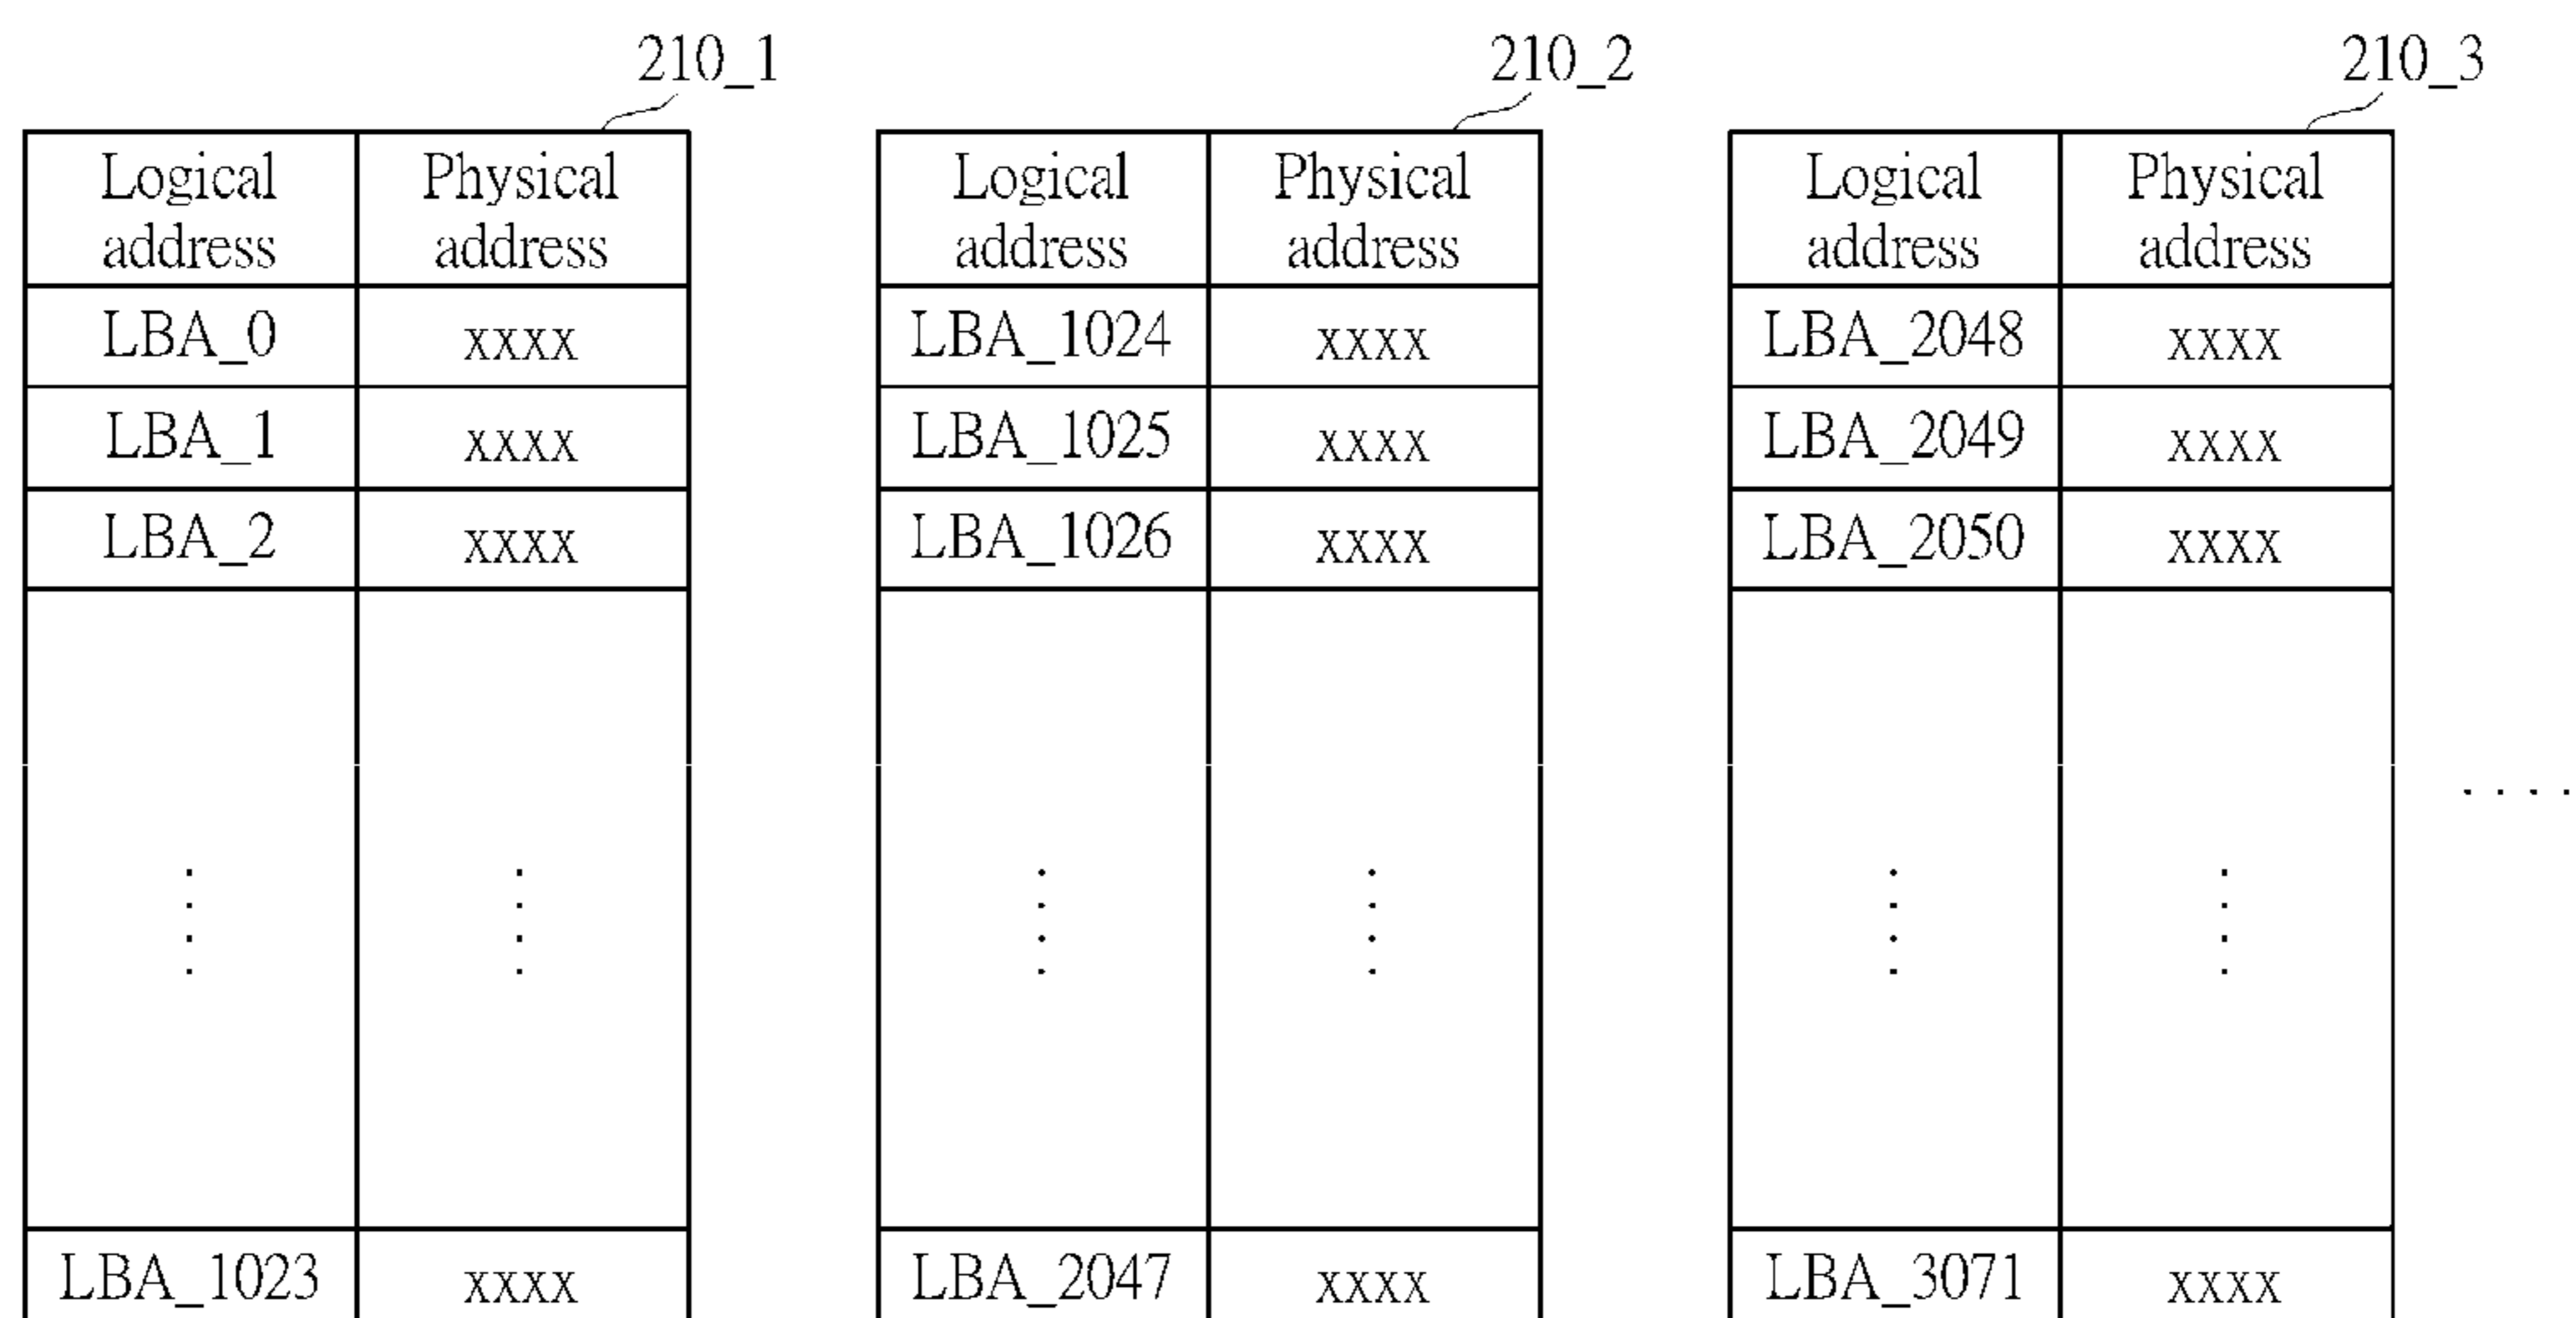 210_1 210_2 210_3
Logical Physical Logical Physical Logical Physical
address address address address address address
LBA_0 xxxx LBA_1024 xxxx LBA_2048 xxxx
LBA_1 xxxx LBA_1025 xxxx LBA_2049 xxxx
LBA_2 xxxx LBA_1026 xxxx LBA_2050 xxxx
LBA_1023 xxxx LBA_2047 xxxx LBA_3071 xxxx